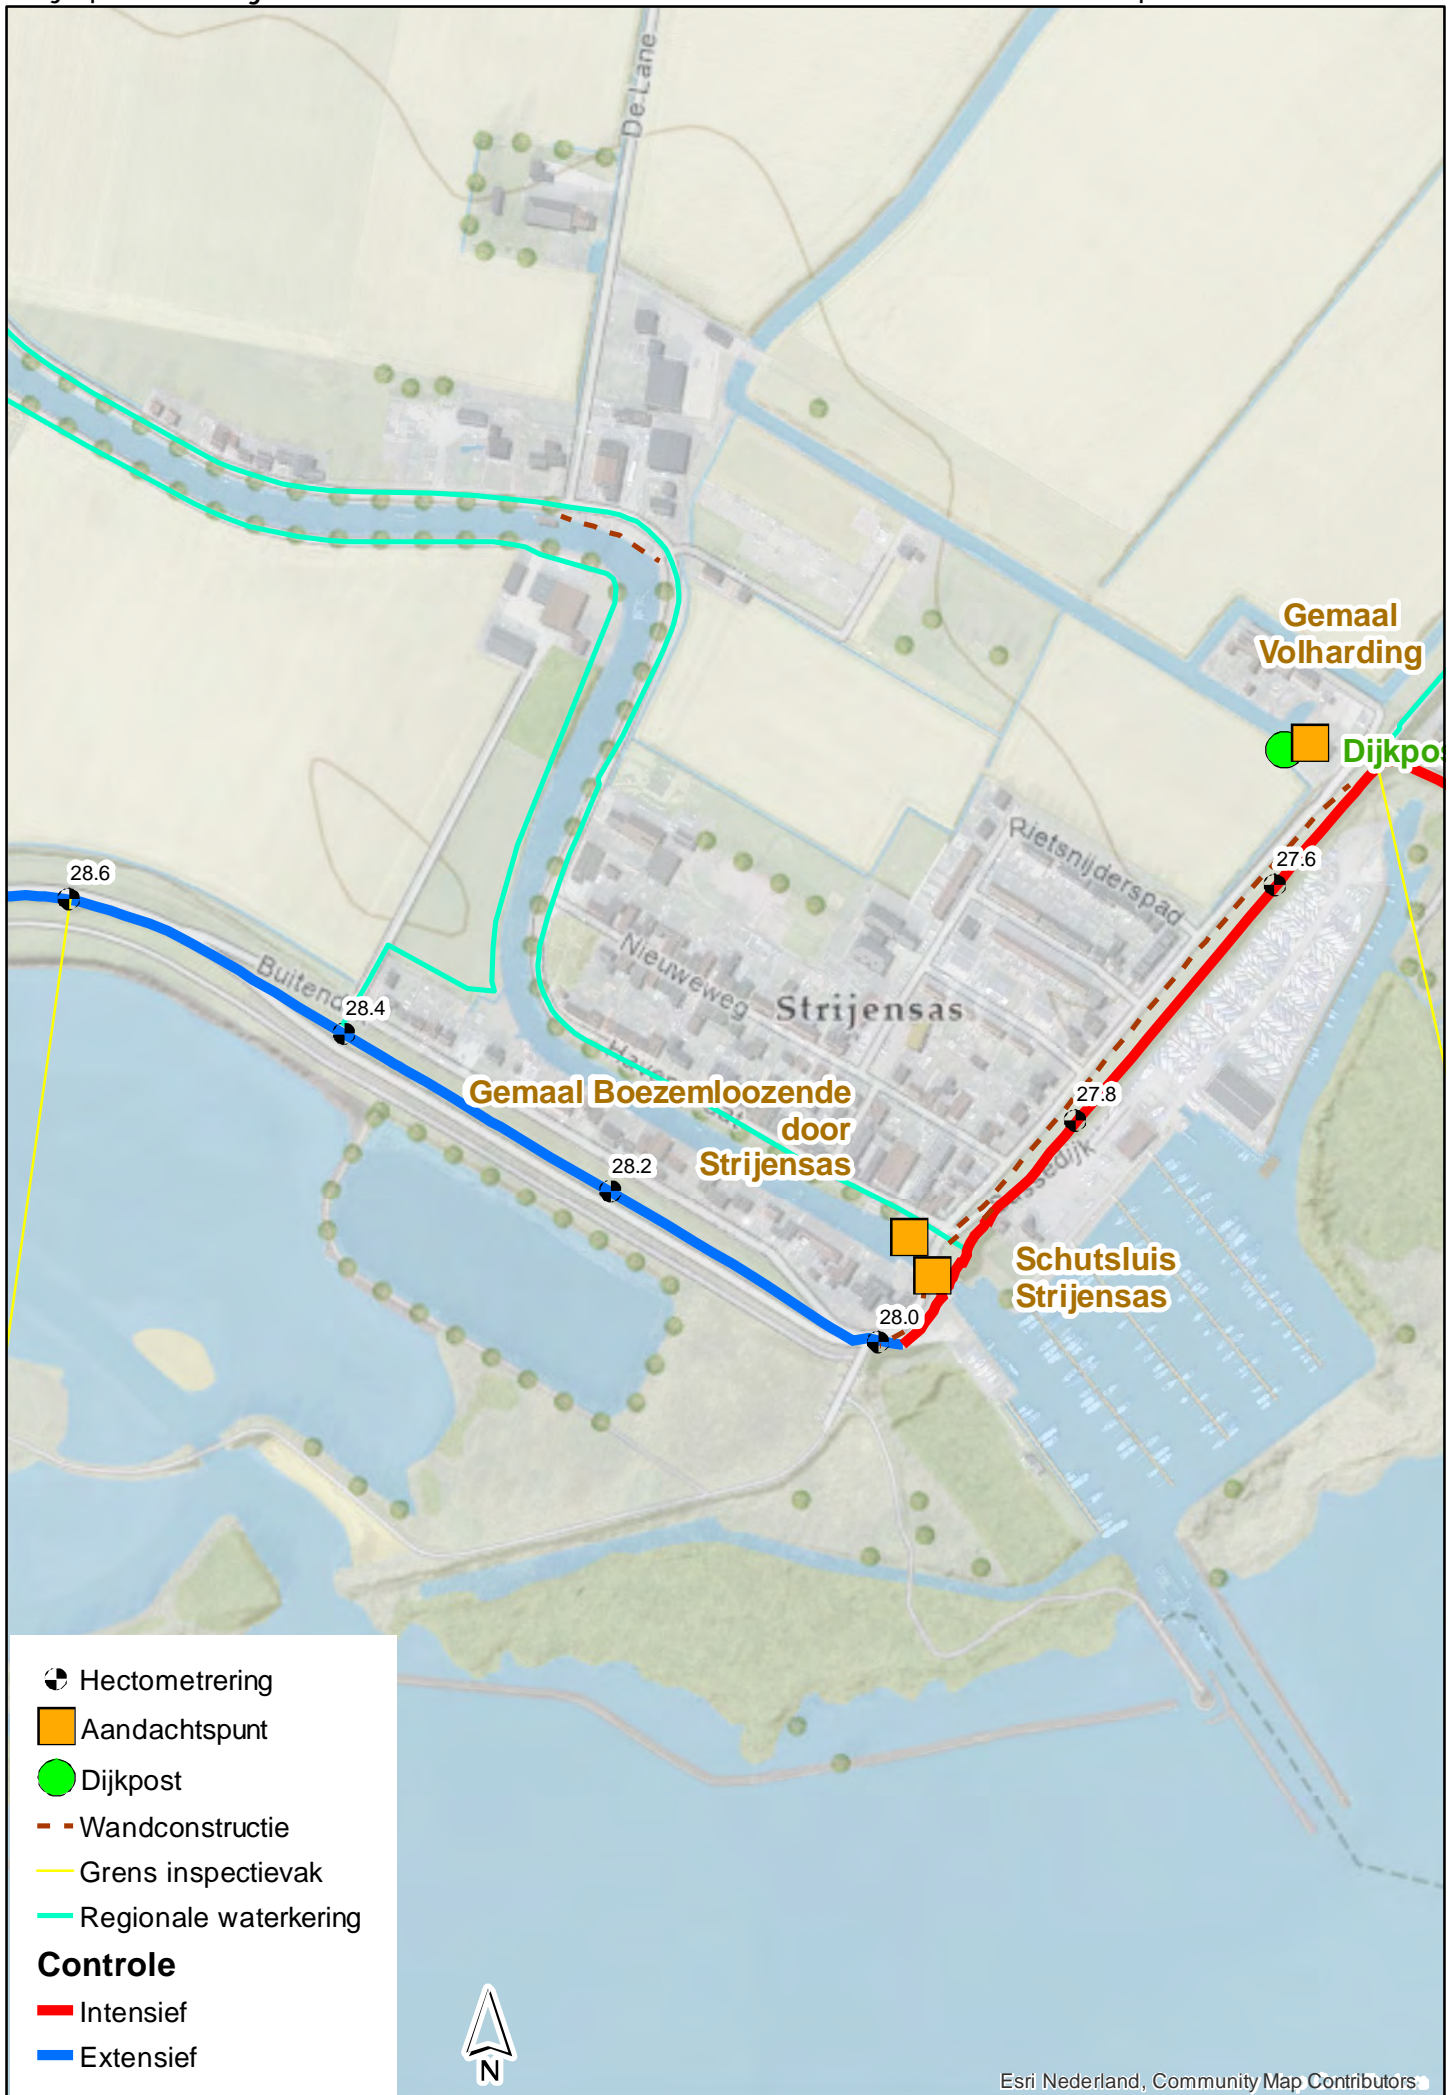 De Lane
Gemaal
Volharding
Dijkpos
Rietsnijderspad
27.6
28.6
Nieuweweg
Strijensas
Buitend
28.4
27.8
Gemaal Boezemloozende
door
Strijensas
28.2
Schutsluis
Strijensas
28.0
Hectometrering
Aandachtspunt
Dijkpost
Wandconstructie
Grens inspectievak
Regionale waterkering
Controle
Intensief
Extensief
N
Esri Nederland, Community Map Contributors